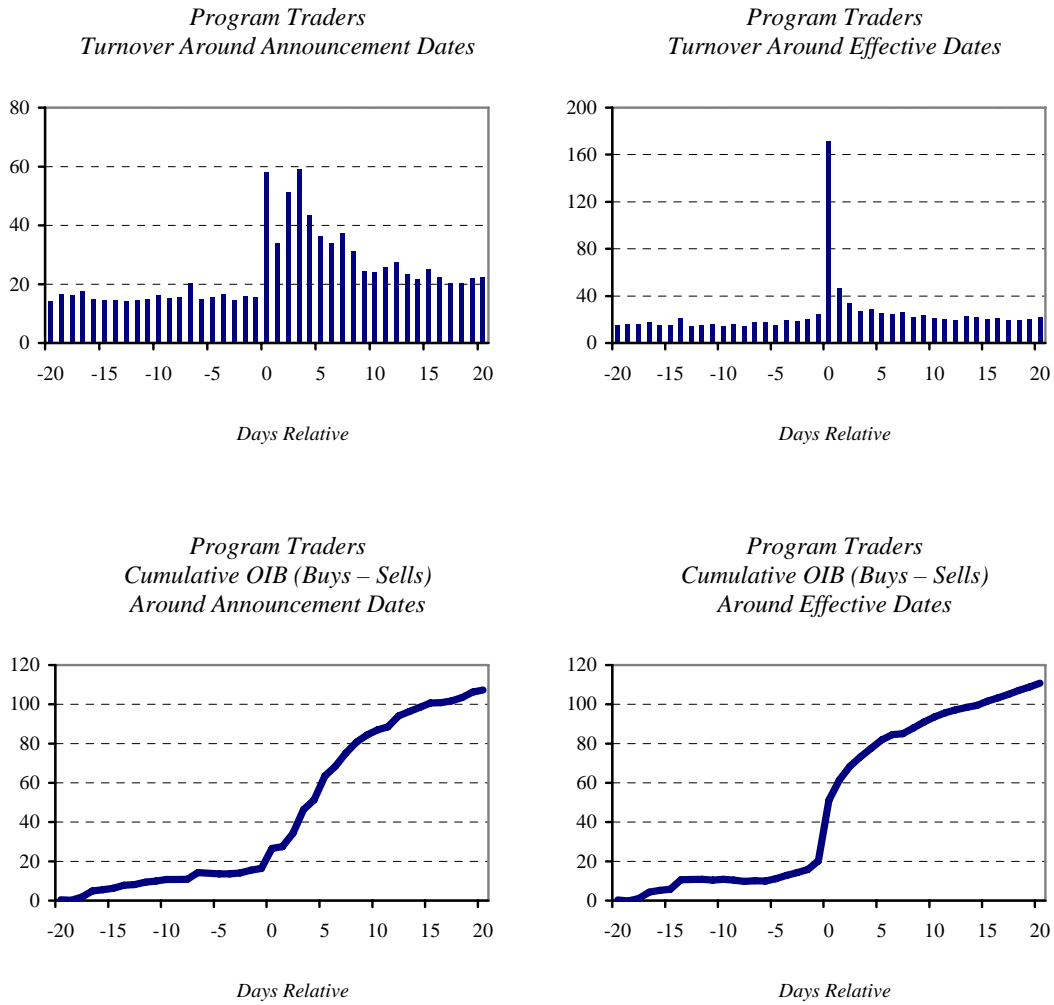 Program Traders
Turnover Around Announcement Dates
80
60
40
20
0
-20 -15 -10 -5 0 5 10 15 20
Days Relative
Program Traders
Turnover Around Effective Dates
200
160
120
80
40
0
-20 -15 -10 -5 0 5 10 15 20
Days Relative
Program Traders
Cumulative OIB (Buys – Sells)
Around Announcement Dates
120
100
80
60
40
20
0
-20 -15 -10 -5 0 5 10 15 20
Days Relative
Program Traders
Cumulative OIB (Buys – Sells)
Around Effective Dates
120
100
80
60
40
20
0
-20 -15 -10 -5 0 5 10 15 20
Days Relative